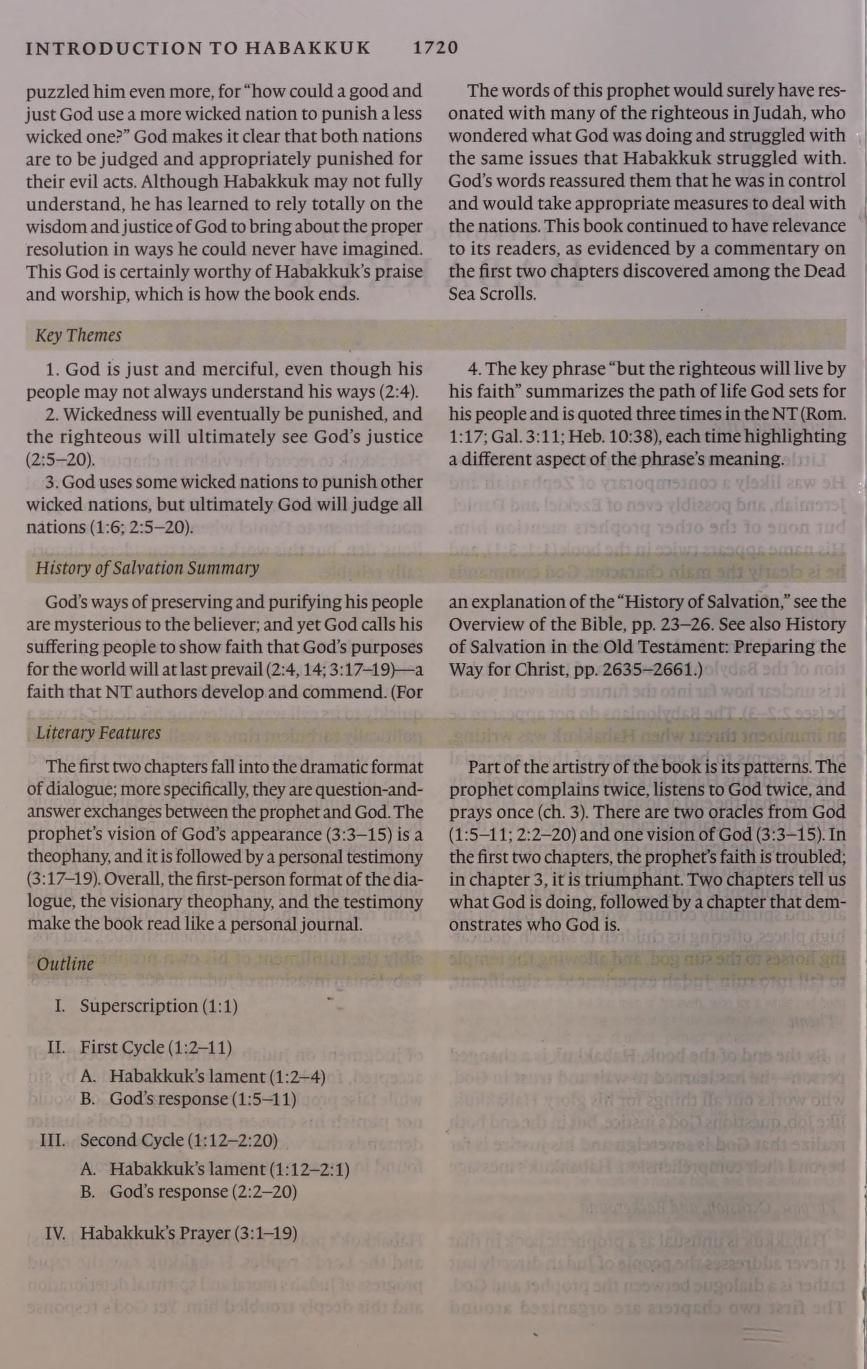 INTRODUCTION TO HABAKKUK 1720
puzzled him even more, for “how could a good and
just God use a more wicked nation to punish a less
wicked one?” God makes it clear that both nations
are to be judged and appropriately punished for
their evil acts. Although Habakkuk may not fully
understand, he has learned to rely totally on the
wisdom and justice of God to bring about the proper
resolution in ways he could never have imagined.
This God is certainly worthy of Habakkuk’s praise
and worship, which is how the book ends.
The words of this prophet would surely have res-
onated with many of the righteous in Judah, who
wondered what God was doing and struggled with
the same issues that Habakkuk struggled with.
God’s words reassured them that he was in control
and would take appropriate measures to deal with
the nations. This book continued to have relevance
to its readers, as evidenced by a commentary on
the first two chapters discovered among the Dead
Sea Scrolls.
Key Themes
1. God is just and merciful, even though his
people may not always understand his ways (2:4).
2. Wickedness will eventually be punished, and
the righteous will ultimately see God’s justice
(2:5–20).
3. God uses some wicked nations to punish other
wicked nations, but ultimately God will judge all
nations (1:6; 2:5–20).
4. The key phrase “but the righteous will live by
his faith” summarizes the path of life God sets for
his people and is quoted three times in the NT (Rom.
1:17; Gal. 3:11; Heb. 10:38), each time highlighting
a different aspect of the phrase’s meaning.
History of Salvation Summary
God’s ways of preserving and purifying his people
are mysterious to the believer; and yet God calls his
suffering people to show faith that God’s purposes
for the world will at last prevail (2:4, 14; 3:17–19)—a
faith that NT authors develop and commend. (For
an explanation of the “History of Salvation,” see the
Overview of the Bible, pp. 23–26. See also History
of Salvation in the Old Testament: Preparing the
Way for Christ, pp. 2635–2661.)
Literary Features
The first two chapters fall into the dramatic format
of dialogue; more specifically, they are question-and-
answer exchanges between the prophet and God. The
prophet’s vision of God’s appearance (3:3–15) is a
theophany, and it is followed by a personal testimony
(3:17–19). Overall, the first-person format of the dia-
logue, the visionary theophany, and the testimony
make the book read like a personal journal.
Part of the artistry of the book is its patterns. The
prophet complains twice, listens to God twice, and
prays once (ch. 3). There are two oracles from God
(1:5–11; 2:2–20) and one vision of God (3:3–15). In
the first two chapters, the prophet’s faith is troubled;
in chapter 3, it is triumphant. Two chapters tell us
what God is doing, followed by a chapter that dem-
onstrates who God is.
Outline
I. Superscription (1:1)
II. First Cycle (1:2–11)
A. Habakkuk’s lament (1:2–4)
B. God’s response (1:5–11)
III. Second Cycle (1:12–2:20)
A. Habakkuk’s lament (1:12–2:1)
B. God’s response (2:2–20)
IV. Habakkuk’s Prayer (3:1–19)